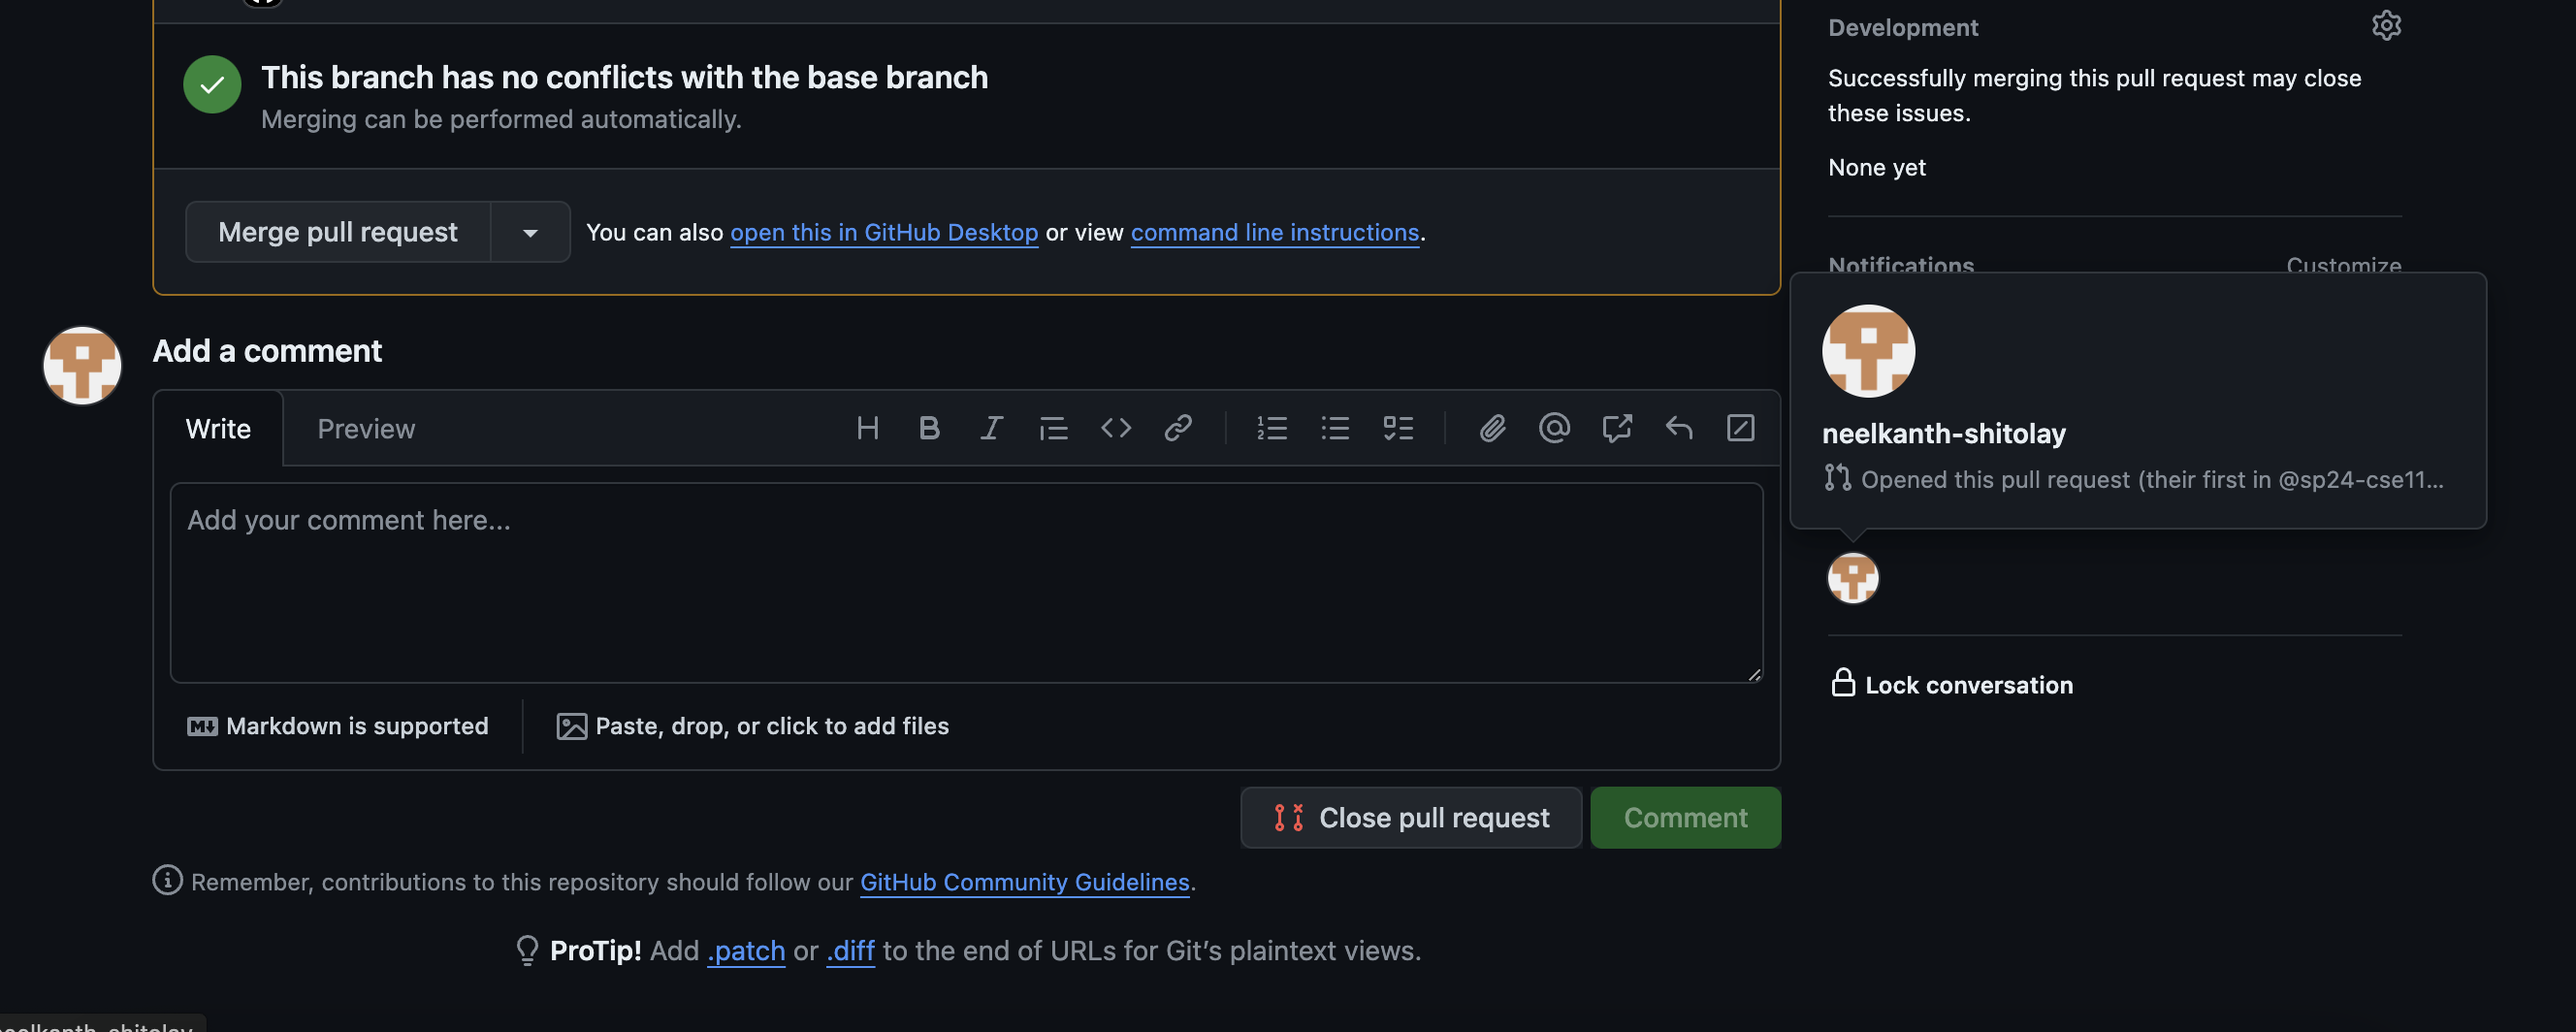 This branch has no conflicts with the base branch
Merging can be performed automatically.
Merge pull request
You can also open this in GitHub Desktop or view command line instructions.
Add a comment
Write
Preview
Add your comment here...
Markdown is supported
Paste, drop, or click to add files
Close pull request
Comment
Remember, contributions to this repository should follow our GitHub Community Guidelines.
ProTip! Add .patch or .diff to the end of URLs for Git’s plaintext views.
Development
Successfully merging this pull request may close
these issues.
None yet
Notifications
Customize
neelkanth-shitolay
Opened this pull request (their first in @sp24-cse11...
Lock conversation